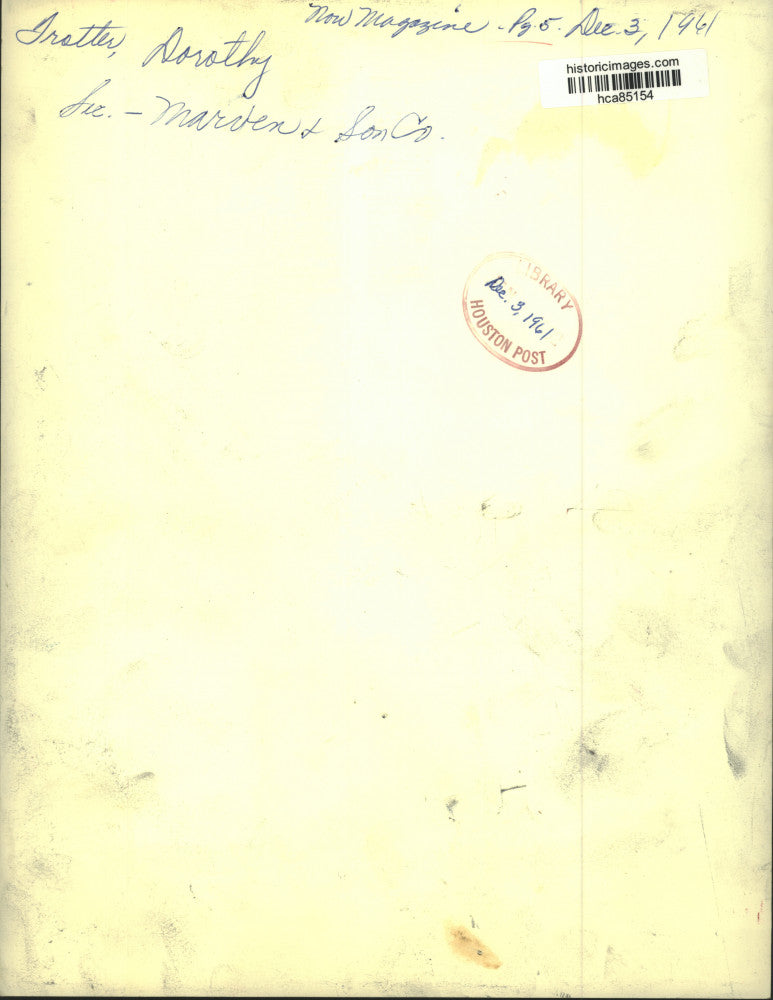 Now Magazine - Pg 5. Dec. 3, 1961
Trotter, Dorothy
Sec. - Marven & Son Co.
historicimages.com
hca85154
LIBRARY
Dec. 3, 1961
HOUSTON POST